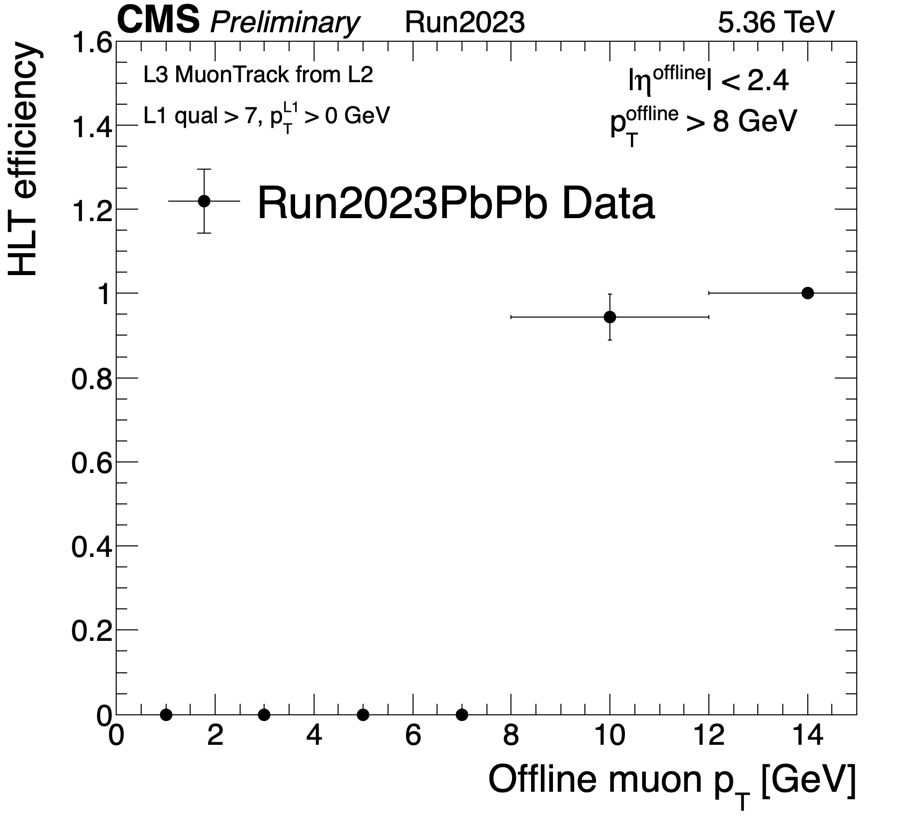 CMS Preliminary Run2023 5.36 TeV
L3 MuonTrack from L2
L1 qual > 7, p_T^L1 > 0 GeV
|η^offline| < 2.4
p_T^offline > 8 GeV
Run2023PbPb Data
HLT efficiency
1.6
1.4
1.2
1
0.8
0.6
0.4
0.2
0
0 2 4 6 8 10 12 14
Offline muon p_T [GeV]